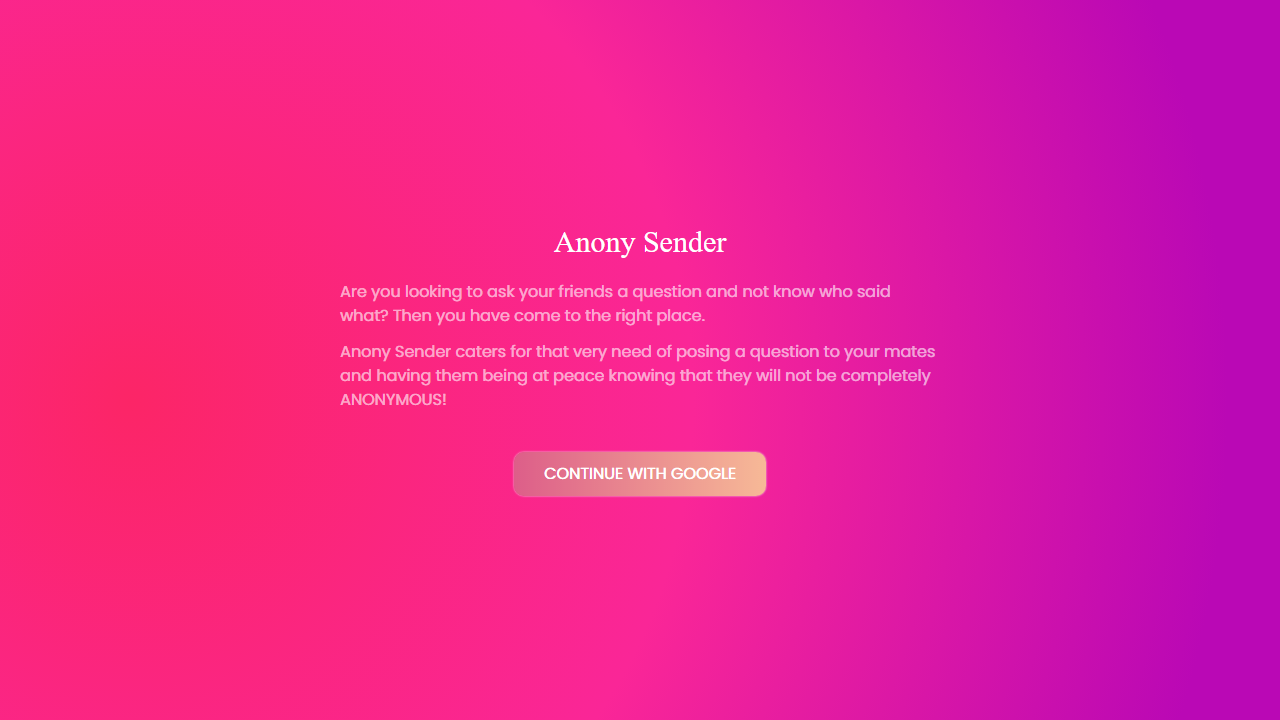 Anony Sender
Are you looking to ask your friends a question and not know who said
what? Then you have come to the right place.
Anony Sender caters for that very need of posing a question to your mates
and having them being at peace knowing that they will not be completely
ANONYMOUS!
CONTINUE WITH GOOGLE